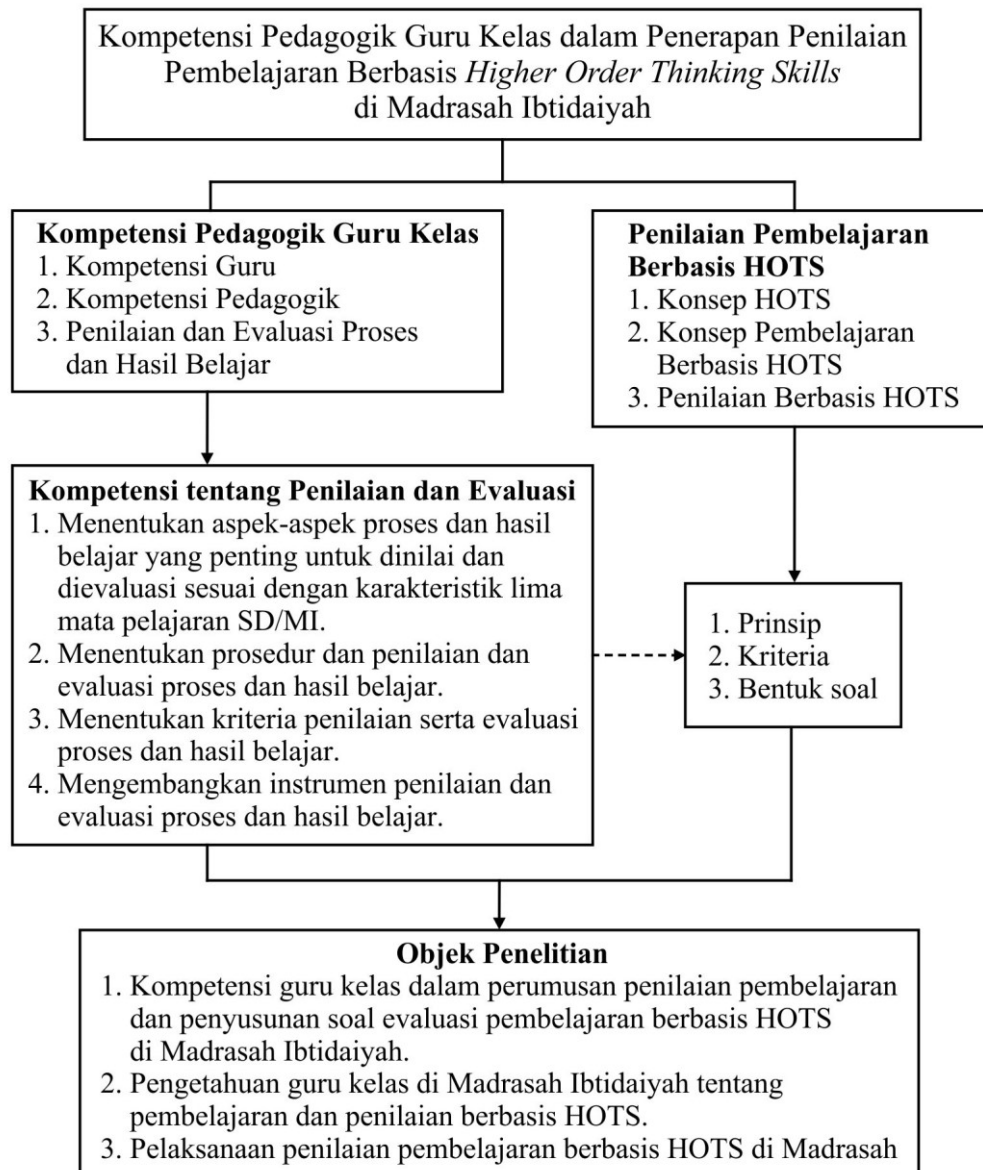 Kompetensi Pedagogik Guru Kelas dalam Penerapan Penilaian
Pembelajaran Berbasis Higher Order Thinking Skills
di Madrasah Ibtidaiyah
Kompetensi Pedagogik Guru Kelas
1. Kompetensi Guru
2. Kompetensi Pedagogik
3. Penilaian dan Evaluasi Proses
dan Hasil Belajar
Penilaian Pembelajaran
Berbasis HOTS
1. Konsep HOTS
2. Konsep Pembelajaran
Berbasis HOTS
3. Penilaian Berbasis HOTS
Kompetensi tentang Penilaian dan Evaluasi
1. Menentukan aspek-aspek proses dan hasil
belajar yang penting untuk dinilai dan
dievaluasi sesuai dengan karakteristik lima
mata pelajaran SD/MI.
2. Menentukan prosedur dan penilaian dan
evaluasi proses dan hasil belajar.
3. Menentukan kriteria penilaian serta evaluasi
proses dan hasil belajar.
4. Mengembangkan instrumen penilaian dan
evaluasi proses dan hasil belajar.
1. Prinsip
2. Kriteria
3. Bentuk soal
Objek Penelitian
1. Kompetensi guru kelas dalam perumusan penilaian pembelajaran
dan penyusunan soal evaluasi pembelajaran berbasis HOTS
di Madrasah Ibtidaiyah.
2. Pengetahuan guru kelas di Madrasah Ibtidaiyah tentang
pembelajaran dan penilaian berbasis HOTS.
3. Pelaksanaan penilaian pembelajaran berbasis HOTS di Madrasah